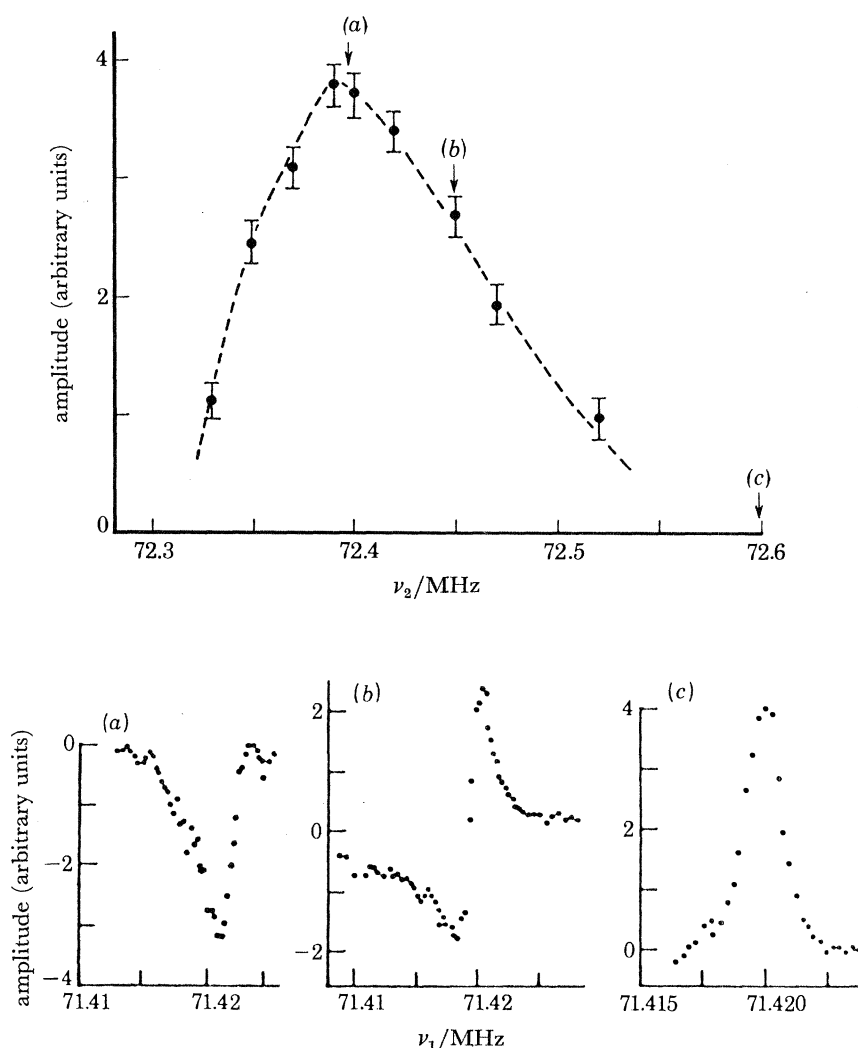 (a)
4
(b)
2
(c)
0
amplitude (arbitrary units)
72.3
72.4
72.5
72.6
ν₂/MHz
(a)
0
−2
−4
71.41
71.42
(b)
2
0
−2
71.41
71.42
(c)
4
2
0
71.415
71.420
amplitude (arbitrary units)
ν₁/MHz